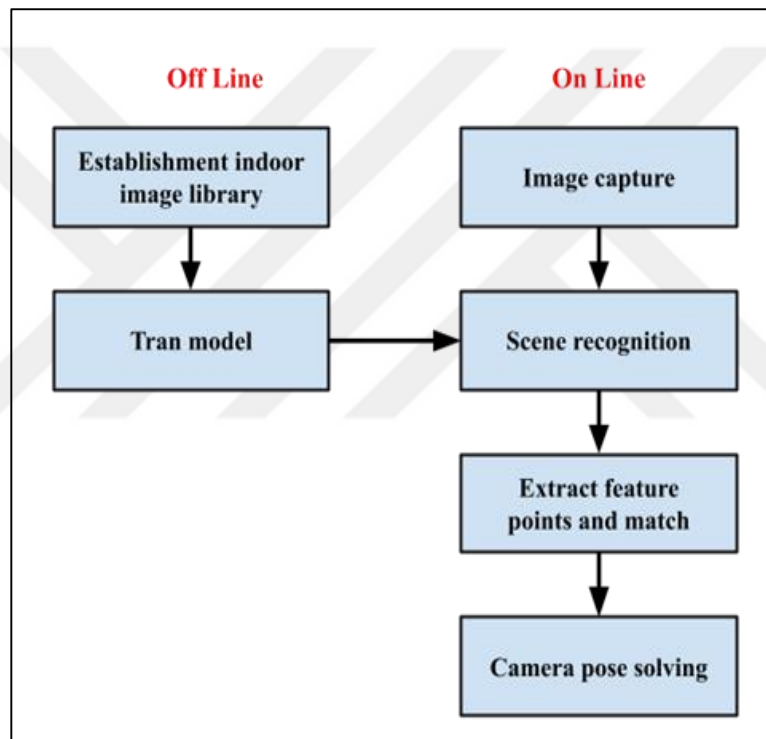 Off Line
Establishment indoor
image library
Tran model
On Line
Image capture
Scene recognition
Extract feature
points and match
Camera pose solving